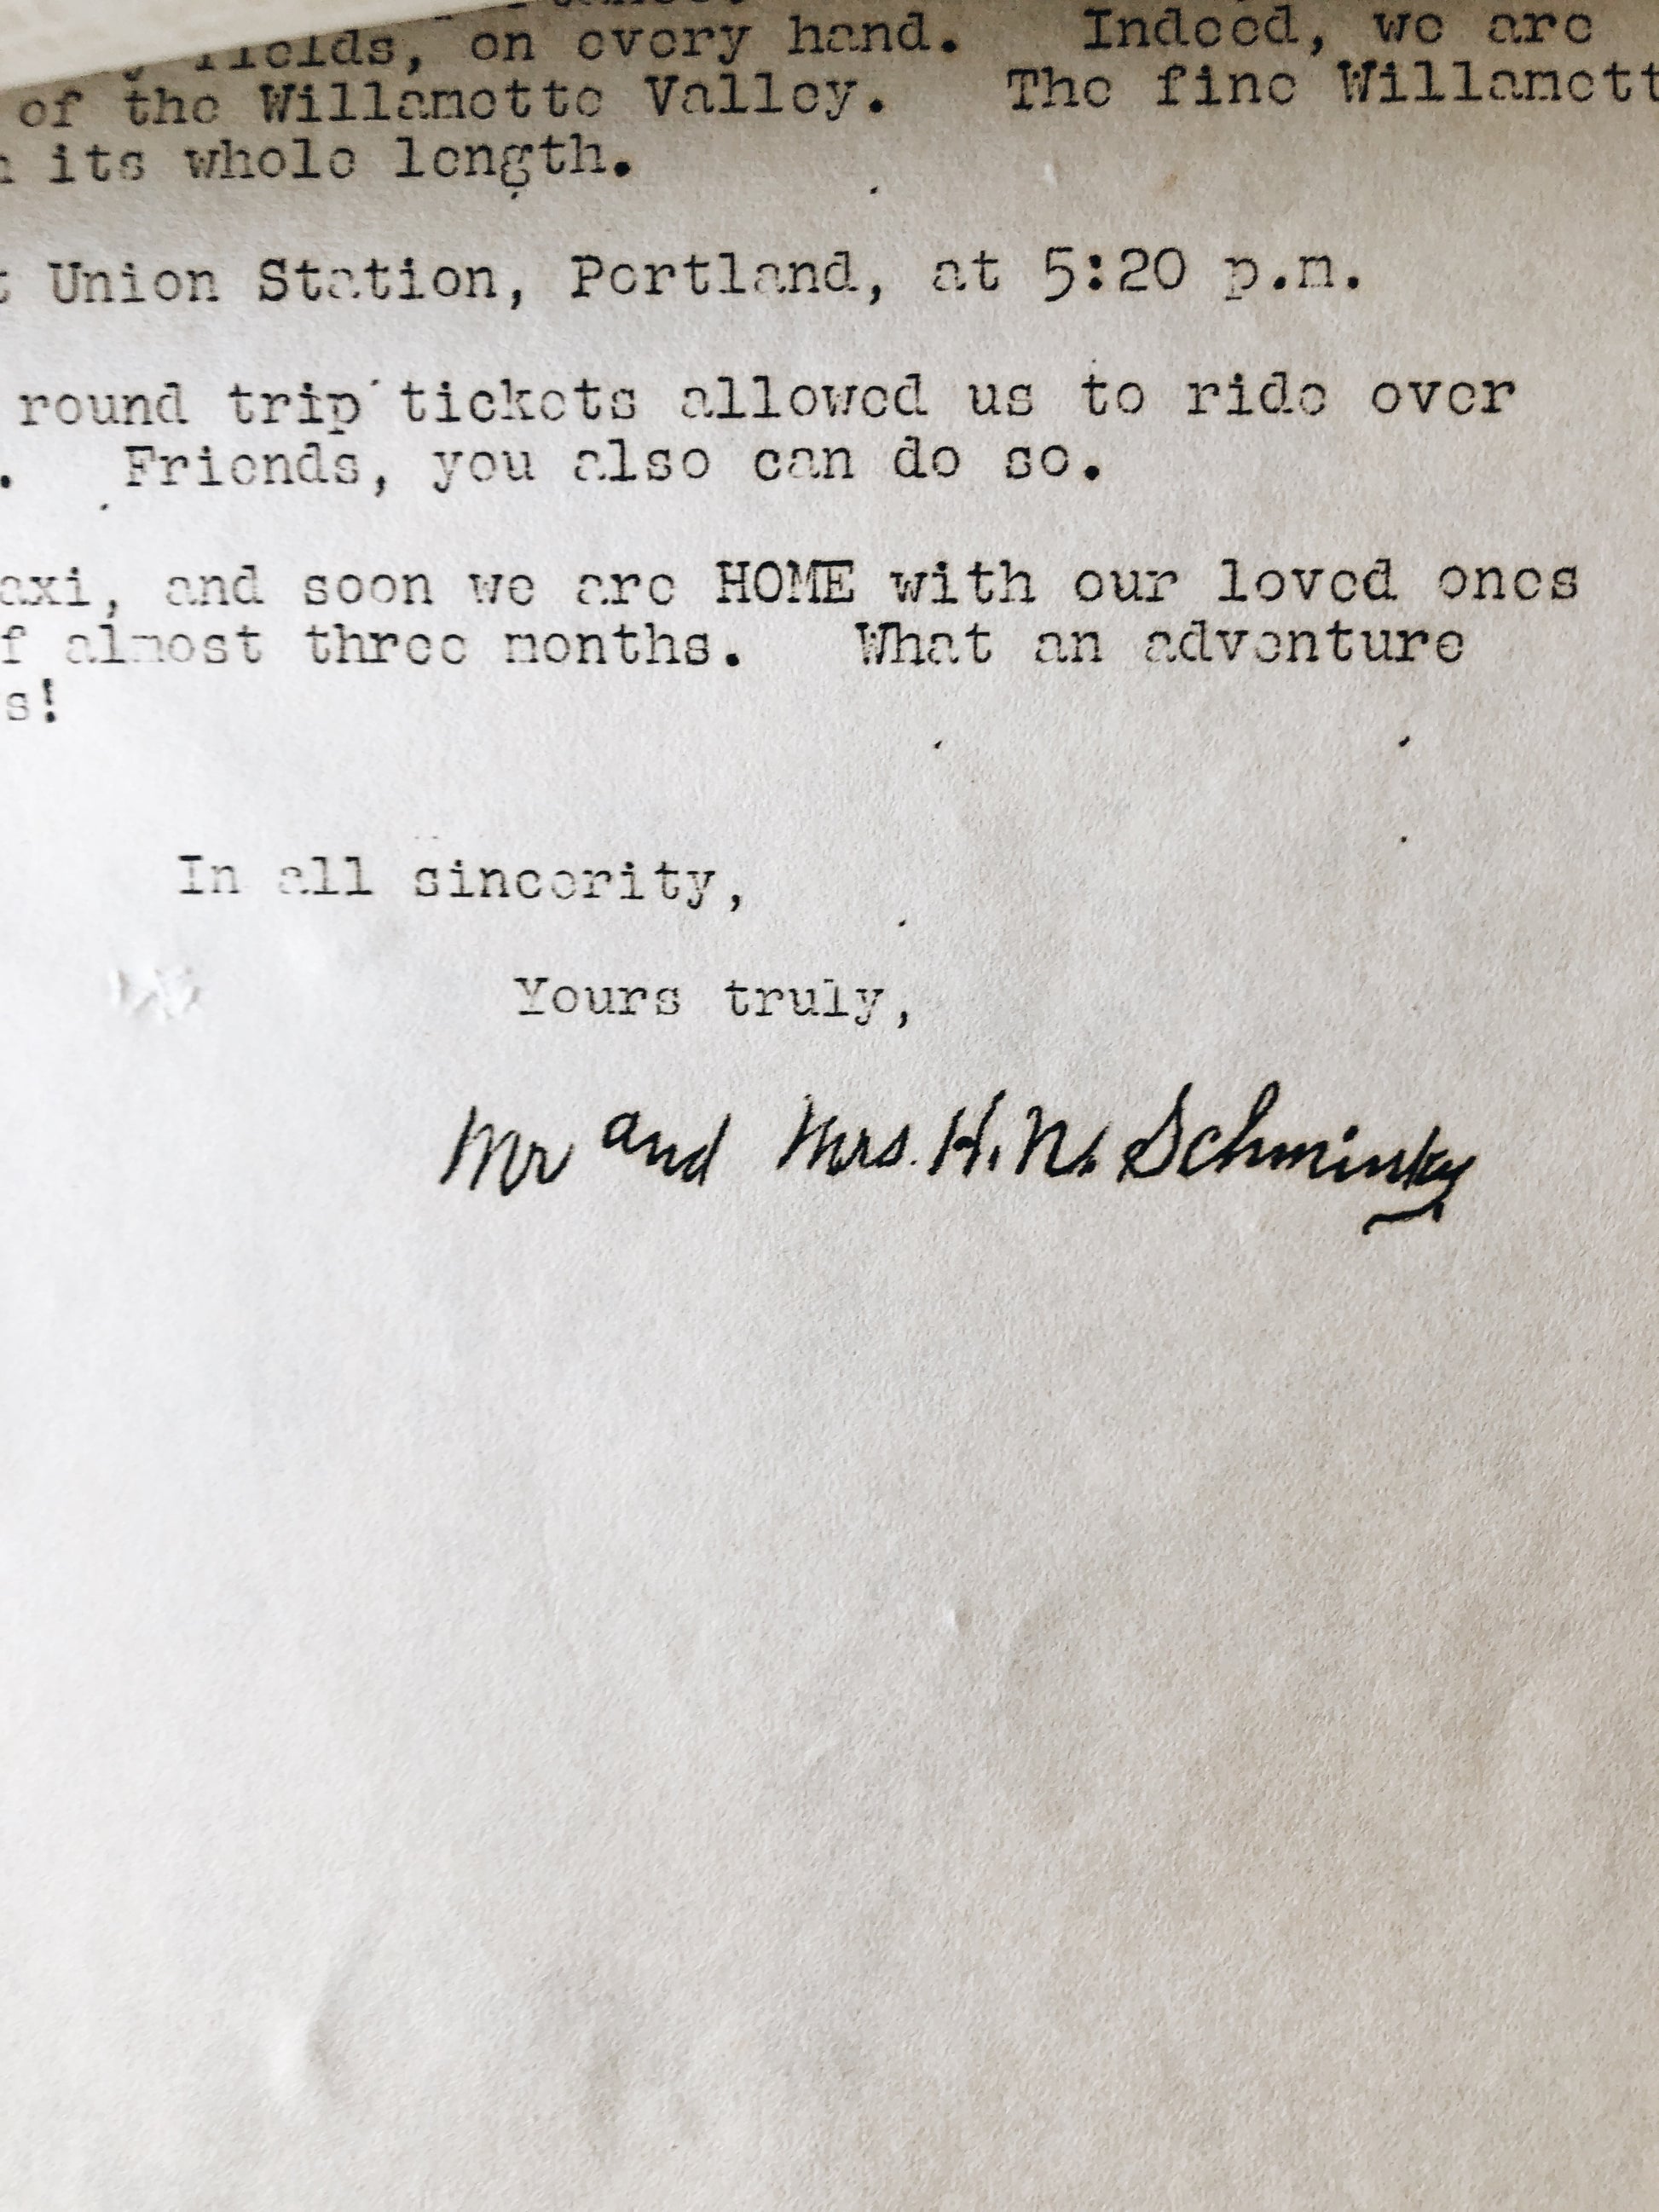 fields, on every hand. Indeed, we are
of the Willamette Valley. The fine Willamett
its whole length.
Union Station, Portland, at 5:20 p.m.
round trip tickets allowed us to ride over
. Friends, you also can do so.
axi, and soon we are HOME with our loved ones
f almost three months. What an adventure
s!
In all sincerity,
Yours truly,
Mr and Mrs. H. N. Schminky